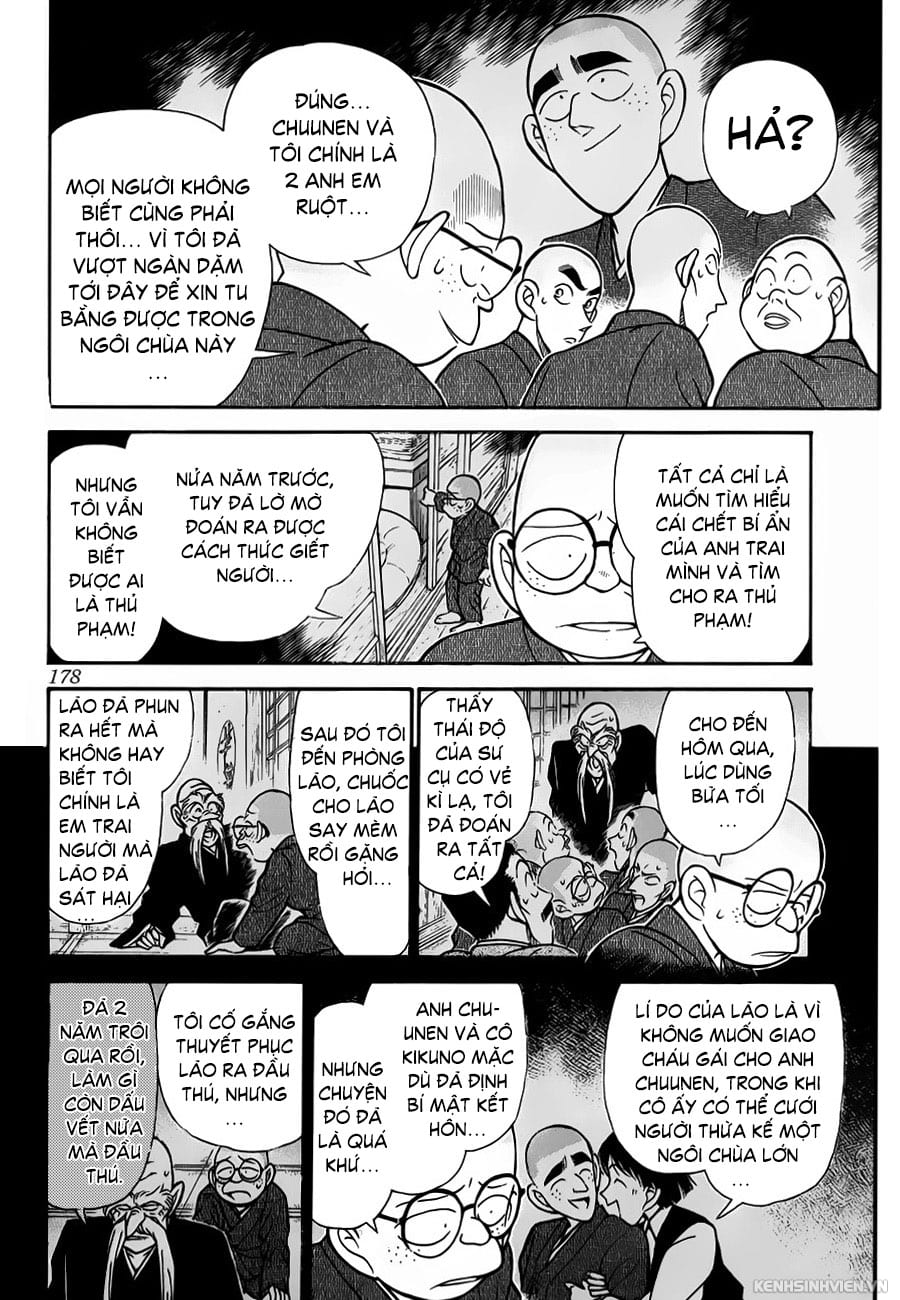 HẢ?
ĐÚNG...
CHUUNEN VÀ
TÔI CHÍNH LÀ
2 ANH EM
RUỘT...
MỌI NGƯỜI KHÔNG
BIẾT CŨNG PHẢI
THÔI... VÌ TÔI ĐÃ
VƯỢT NGÀN DẶM
TỚI ĐÂY ĐỂ XIN TU
BẰNG ĐƯỢC TRONG
NGÔI CHÙA NÀY
...
TẤT CẢ CHỈ LÀ
MUỐN TÌM HIỂU
CÁI CHẾT BÍ ẨN
CỦA ANH TRAI
MÌNH VÀ TÌM
CHO RA THỦ
PHẠM!
NỬA NĂM TRƯỚC,
TUY ĐÃ LỜ MỜ
ĐOÁN RA ĐƯỢC
CÁCH THỨC GIẾT
NGƯỜI...
NHƯNG
TÔI VẪN
KHÔNG
BIẾT
ĐƯỢC AI
LÀ THỦ
PHẠM!
178
CHO ĐẾN
HÔM QUA,
LÚC DÙNG
BỮA TỐI
...
THẤY
THÁI ĐỘ
CỦA SƯ
CỤ CÓ VẺ
KÌ LẠ, TÔI
ĐÃ ĐOÁN
RA TẤT
CẢ!
SAU ĐÓ TÔI
ĐẾN PHÒNG
LÃO, CHUỐC
CHO LÃO
SAY MÈM
RỒI GẶNG
HỎI...
LÃO ĐÃ PHUN
RA HẾT MÀ
KHÔNG HAY
BIẾT TÔI
CHÍNH LÀ
EM TRAI
NGƯỜI MÀ
LÃO ĐÃ
SÁT HẠI
...
LÍ DO CỦA LÃO LÀ VÌ
KHÔNG MUỐN GIAO
CHÁU GÁI CHO ANH
CHUUNEN, TRONG KHI
CÔ ẤY CÓ THỂ CƯỚI
NGƯỜI THỪA KẾ MỘT
NGÔI CHÙA LỚN
...
ANH CHU-
UNEN VÀ CÔ
KIKUNO MẶC
DÙ ĐÃ ĐỊNH
BÍ MẬT KẾT
HÔN...
NHƯNG
CHUYỆN
ĐÓ ĐÃ
LÀ QUÁ
KHỨ...
TÔI CỐ GẮNG
THUYẾT PHỤC
LÃO RA ĐẦU
THÚ, NHƯNG
...
ĐÃ 2
NĂM TRÔI
QUA RỒI,
LÀM GÌ
CÒN DẤU
VẾT NỮA
MÀ ĐẦU
THÚ.
KENHSINHVIEN.VN